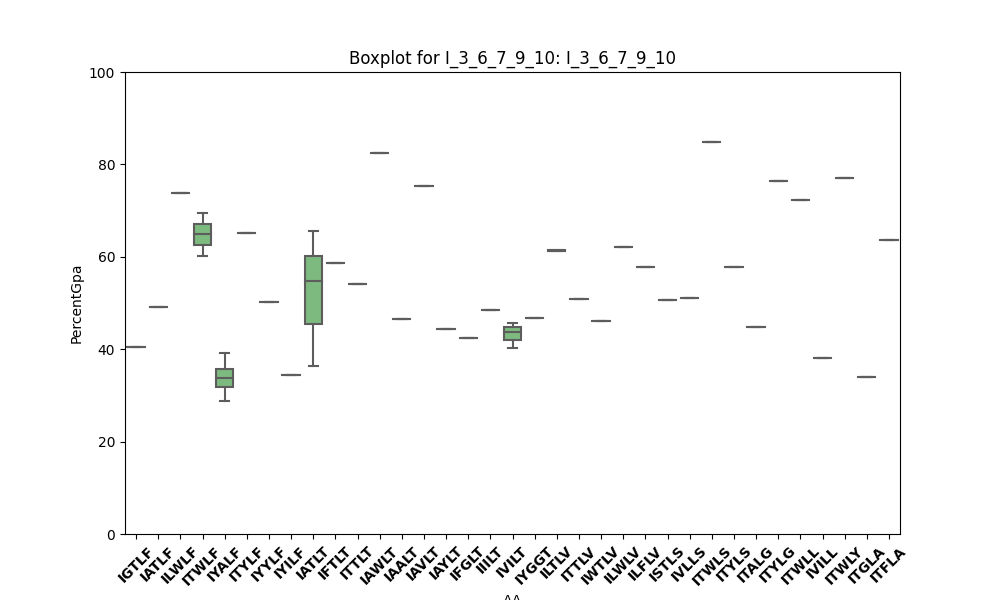 Boxplot for I_3_6_7_9_10: I_3_6_7_9_10
PercentGpa
100
80
60
40
20
0
IGTLF IATLF ILWLF ITWLF IYALF ITYLF IYYLF IYILF IATLT IFTLT ITTLT IAWLT IAALT IAVLT IAYLT IFGLT IIILT IVILT IYGGT ILTLV ITTLV IWTLV ILWLV ILFLV ISTLS IVLLS ITWLS ITYLS ITALG ITYLG ITWLL IVILL ITWLY ITGLA ITFLA
AA